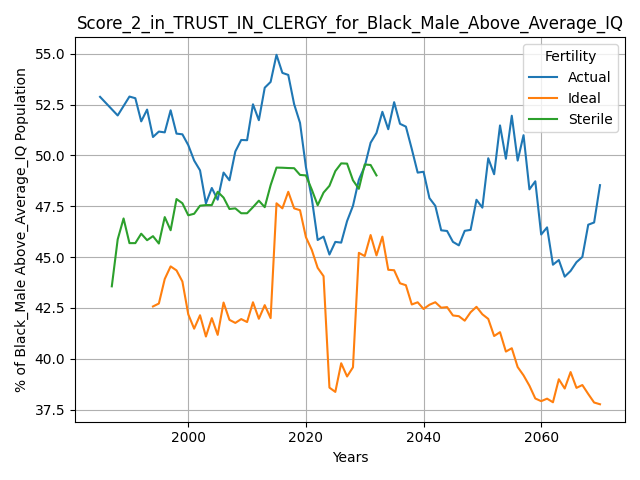 Score_2_in_TRUST_IN_CLERGY_for_Black_Male_Above_Average_IQ
% of Black_Male Above_Average_IQ Population
55.0
52.5
50.0
47.5
45.0
42.5
40.0
37.5
Fertility
Actual
Ideal
Sterile
2000
2020
2040
2060
Years